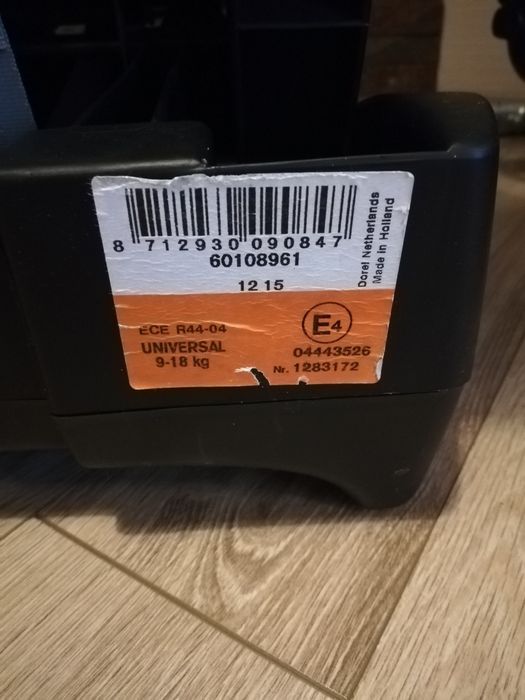 8 712930 090847
60108961
12 15
Dorel Netherlands
Made in Holland
ECE R44-04
UNIVERSAL
9-18 kg
E4
04443526
Nr. 1283172